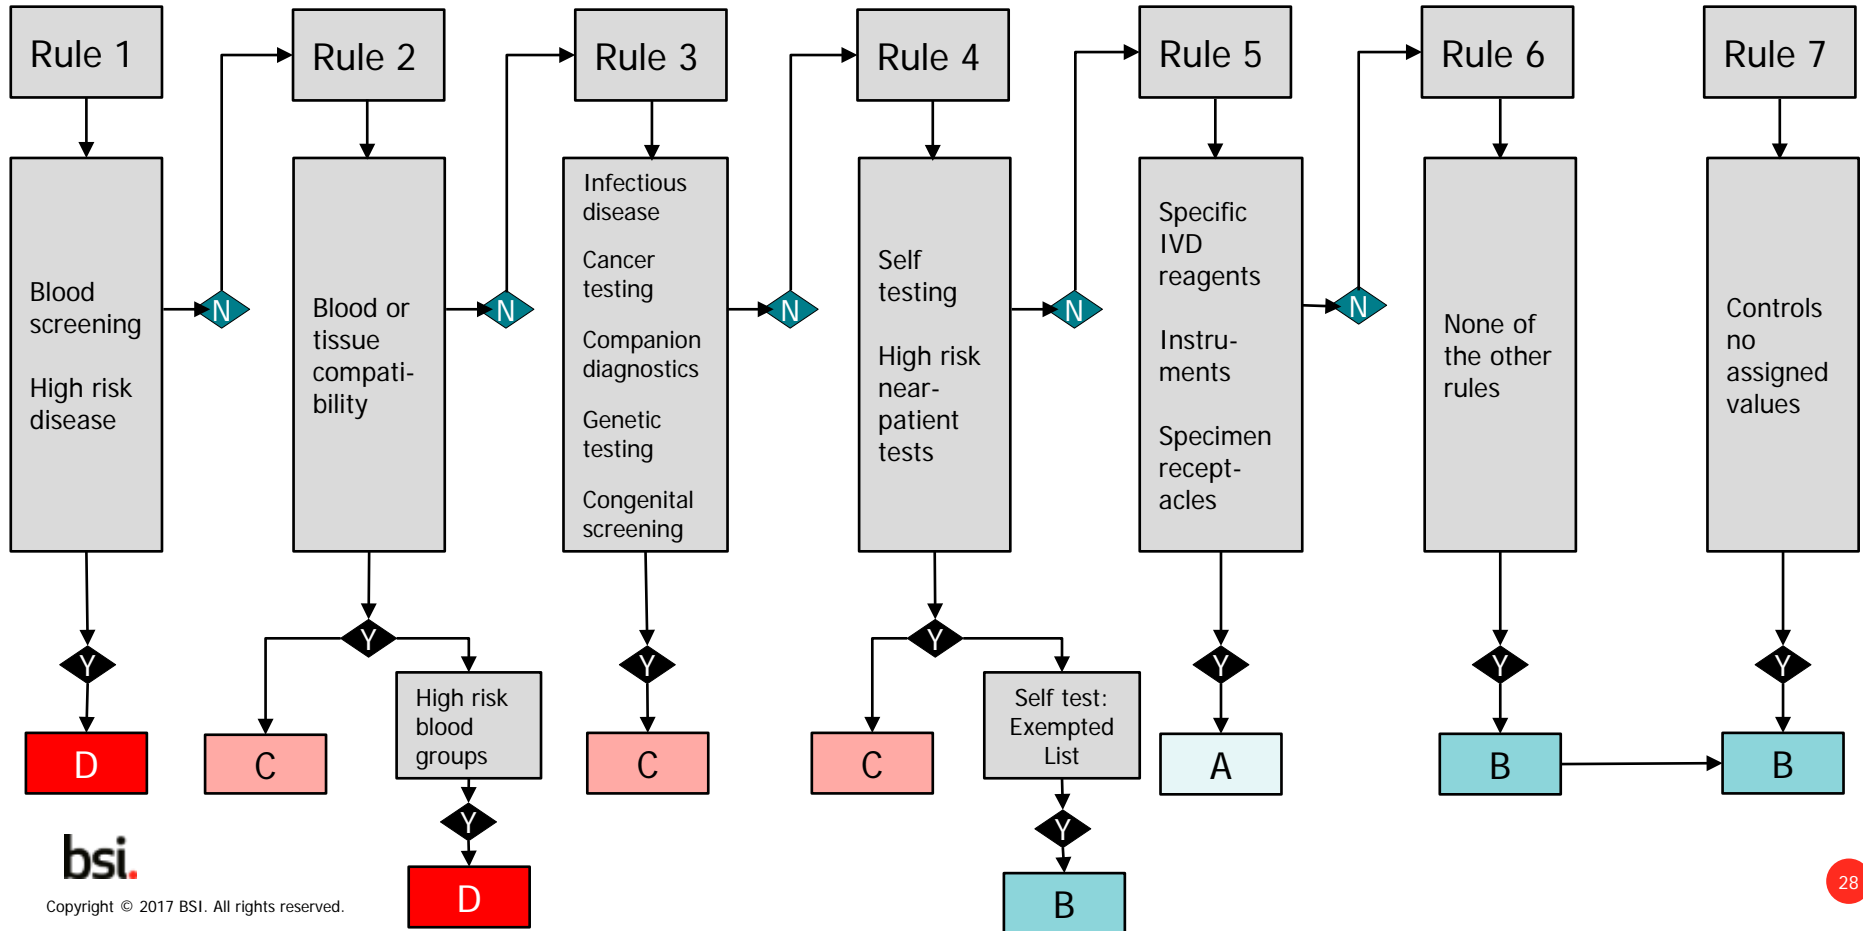 Rule 1
Rule 2
Rule 3
Rule 4
Rule 5
Rule 6
Rule 7
Blood
screening
High risk
disease
N
Blood or
tissue
compati-
bility
N
Infectious
disease
Cancer
testing
Companion
diagnostics
Genetic
testing
Congenital
screening
N
Self
testing
High risk
near-
patient
tests
N
Specific
IVD
reagents
Instru-
ments
Specimen
recept-
acles
N
None of
the other
rules
Controls
no
assigned
values
Y
D
Y
C
High risk
blood
groups
Y
D
Y
C
Y
C
Self test:
Exempted
List
Y
B
Y
A
Y
B
Y
B
bsi.
Copyright © 2017 BSI. All rights reserved.
28